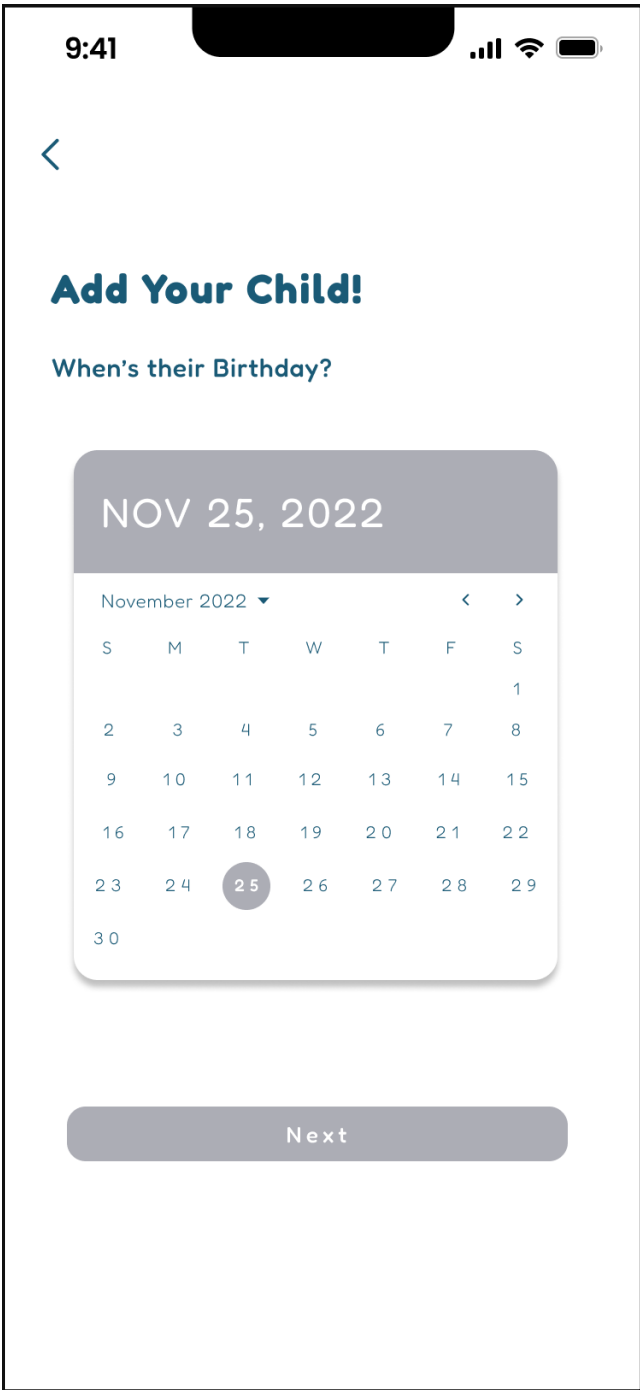 9:41
Add Your Child!
When's their Birthday?
NOV 25, 2022
November 2022
S M T W T F S
1
2 3 4 5 6 7 8
9 10 11 12 13 14 15
16 17 18 19 20 21 22
23 24 25 26 27 28 29
30
Next